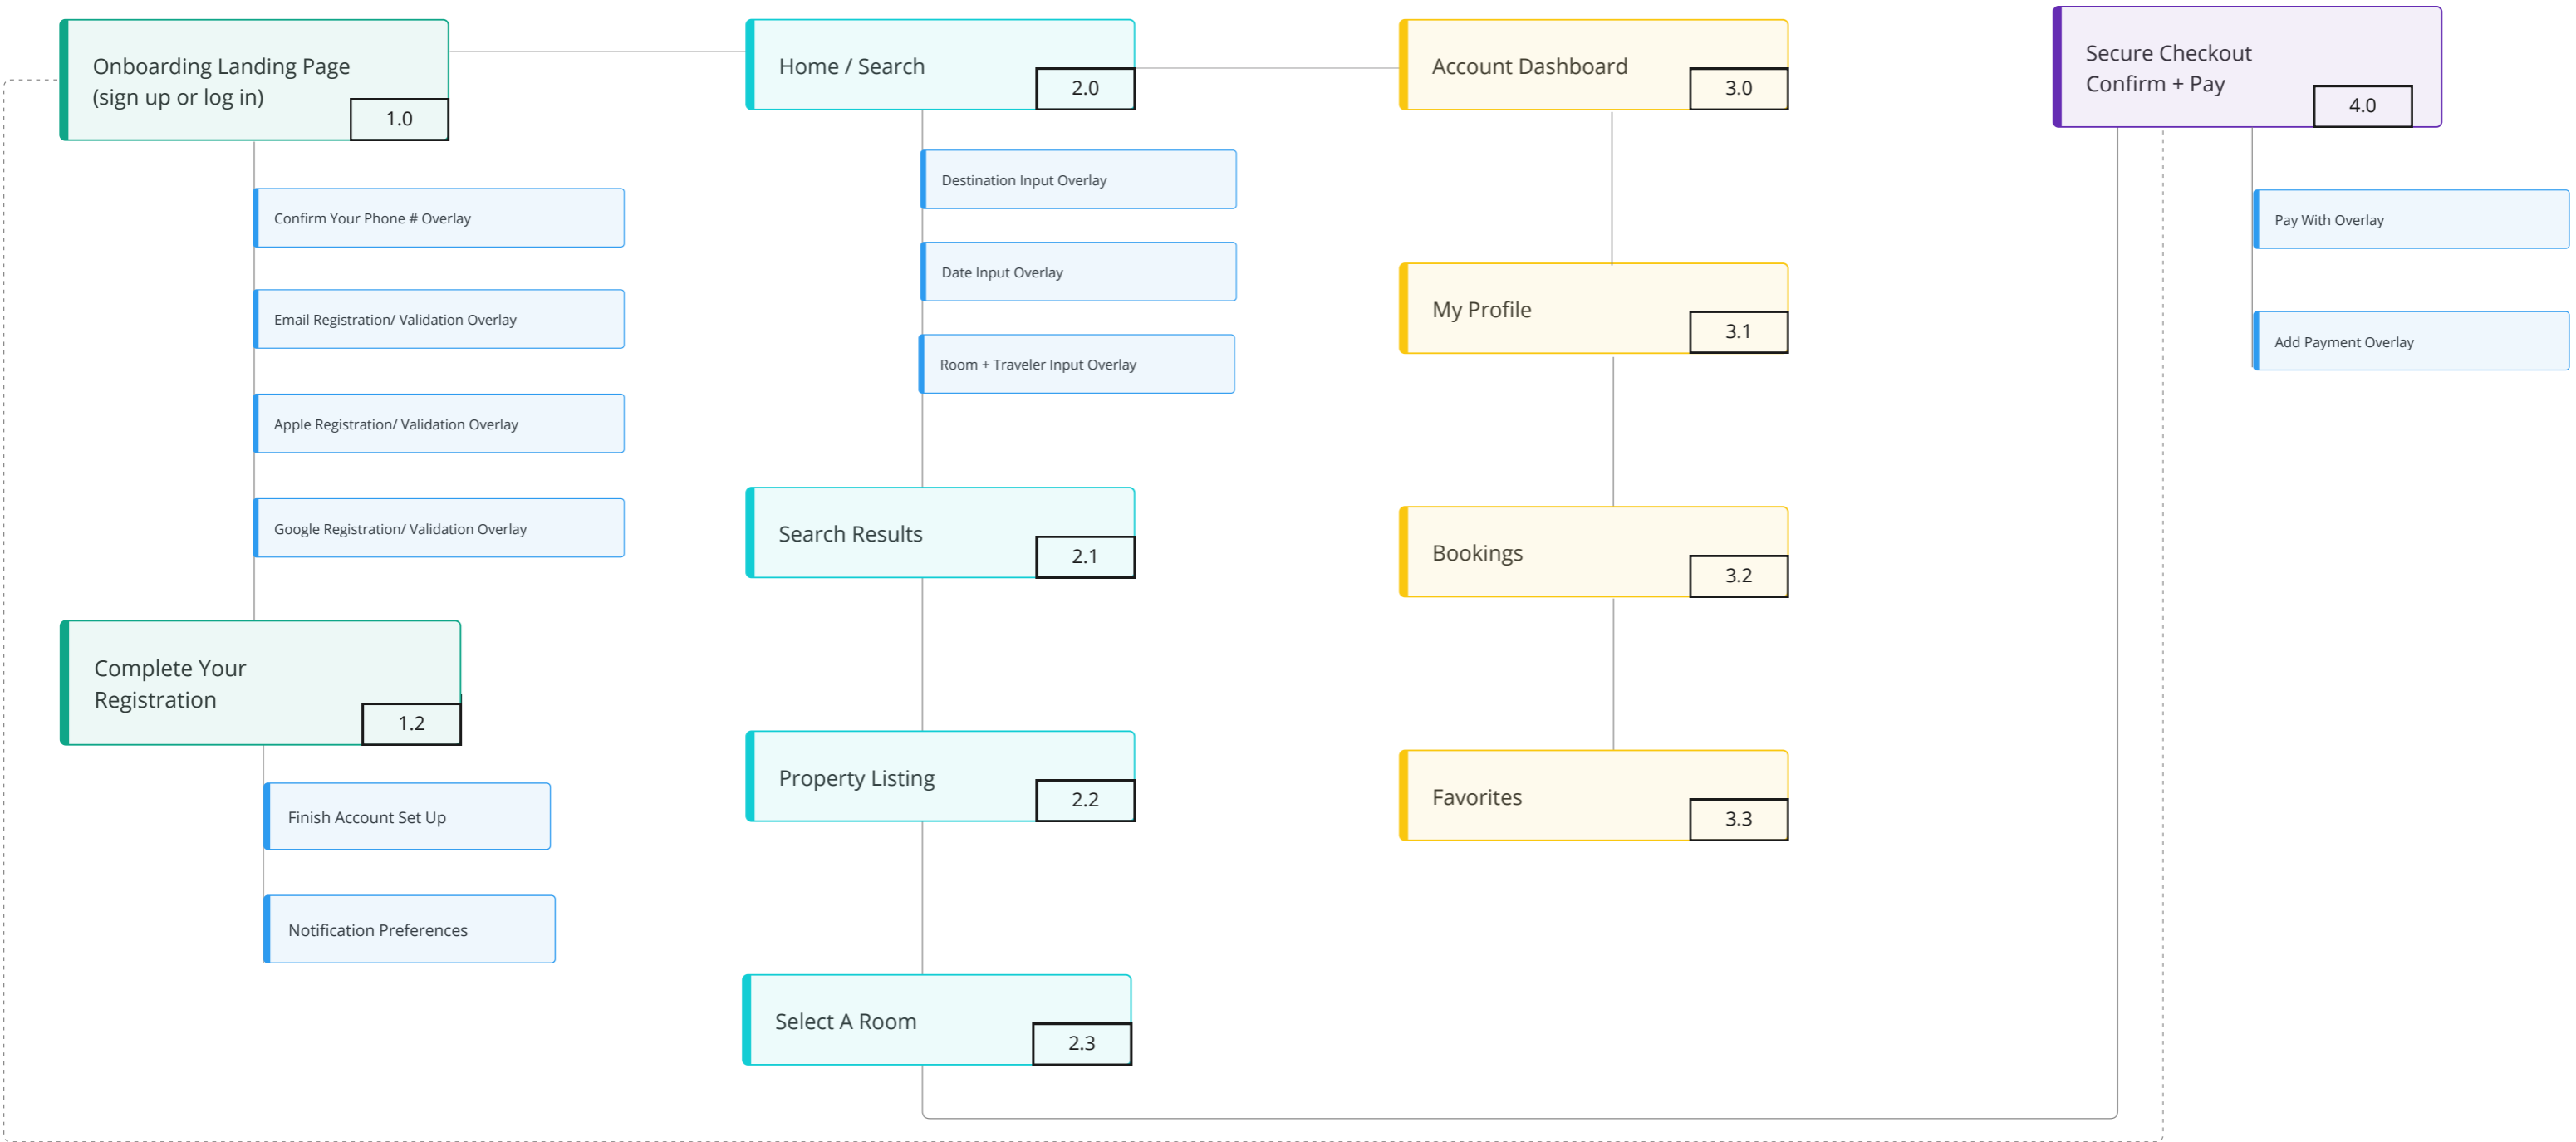 Onboarding Landing Page
(sign up or log in)
1.0
Confirm Your Phone # Overlay
Email Registration/ Validation Overlay
Apple Registration/ Validation Overlay
Google Registration/ Validation Overlay
Complete Your
Registration
1.2
Finish Account Set Up
Notification Preferences
Home / Search
2.0
Destination Input Overlay
Date Input Overlay
Room + Traveler Input Overlay
Search Results
2.1
Property Listing
2.2
Select A Room
2.3
Account Dashboard
3.0
My Profile
3.1
Bookings
3.2
Favorites
3.3
Secure Checkout
Confirm + Pay
4.0
Pay With Overlay
Add Payment Overlay